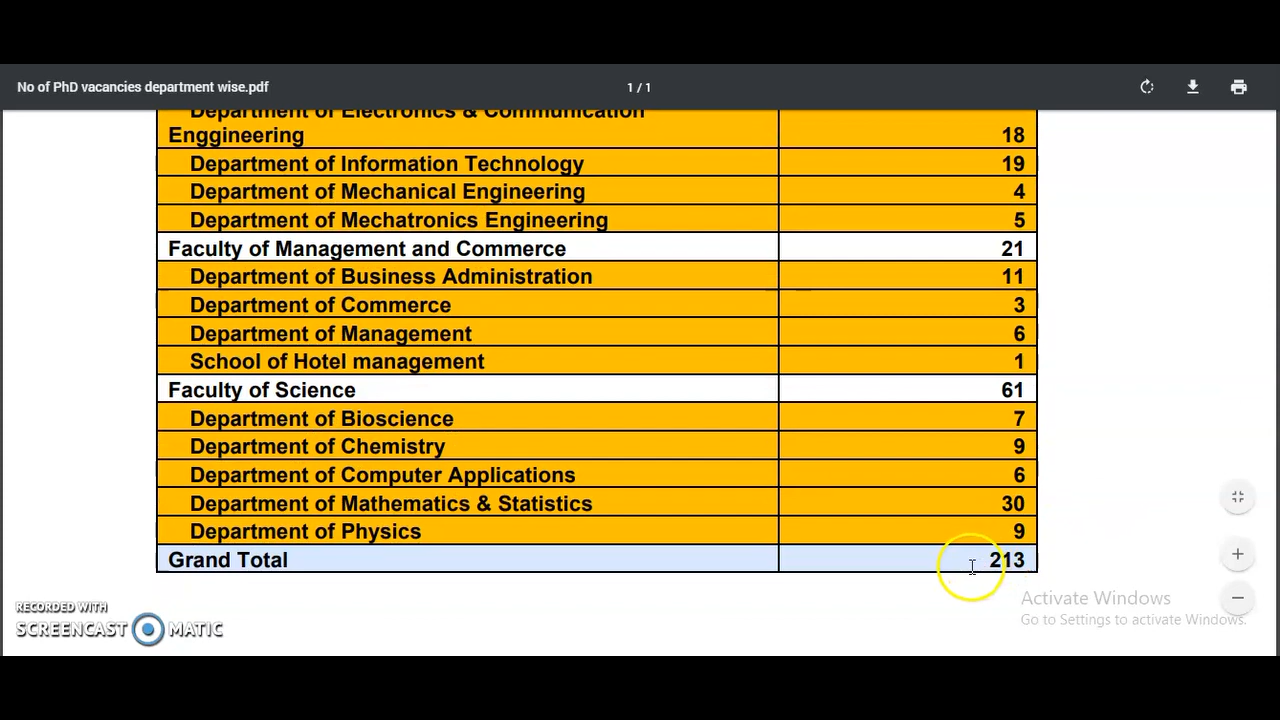 No of PhD vacancies department wise.pdf 1 / 1
Department of Electronics & Communication
Enggineering 18
Department of Information Technology 19
Department of Mechanical Engineering 4
Department of Mechatronics Engineering 5
Faculty of Management and Commerce 21
Department of Business Administration 11
Department of Commerce 3
Department of Management 6
School of Hotel management 1
Faculty of Science 61
Department of Bioscience 7
Department of Chemistry 9
Department of Computer Applications 6
Department of Mathematics & Statistics 30
Department of Physics 9
Grand Total 213
Activate Windows
Go to Settings to activate Windows.
RECORDED WITH
SCREENCAST MATIC